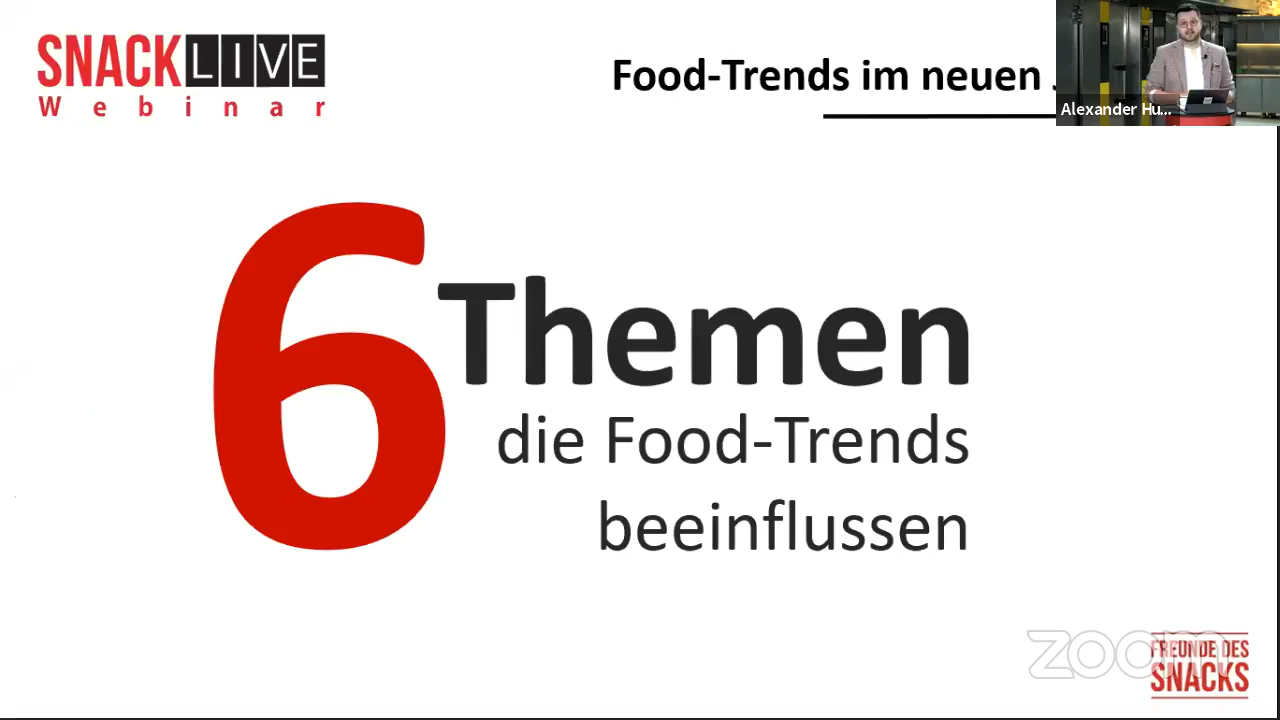 SNACK LIVE
Webinar
Food-Trends im neuen
Alexander Hu...
6 Themen
die Food-Trends
beeinflussen
zoom
FREUNDE DES
SNACKS